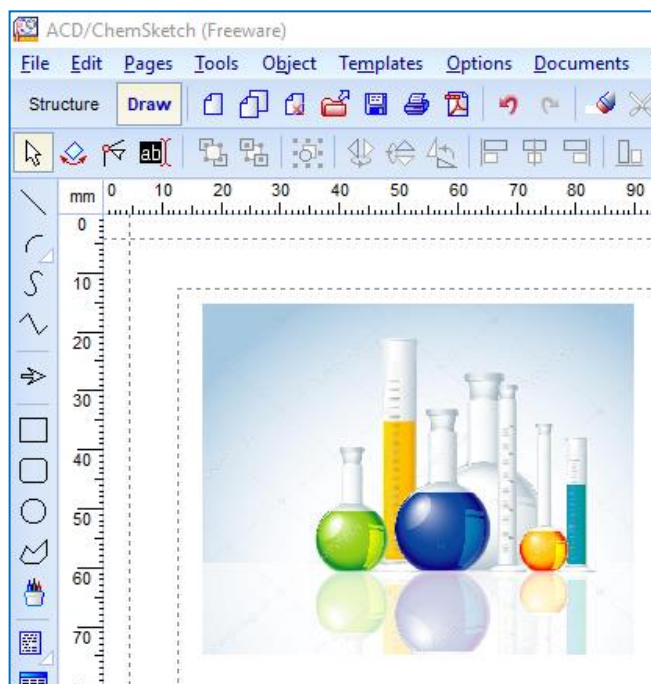 ACD/ChemSketch (Freeware)
File Edit Pages Tools Object Templates Options Documents
Structure Draw
ab
mm 0 10 20 30 40 50 60 70 80 90
0
10
20
30
40
50
60
70